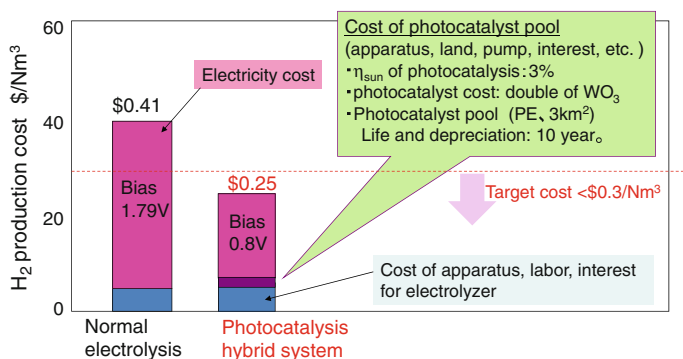 60
40
20
0
H₂ production cost $/Nm³
Cost of photocatalyst pool
(apparatus, land, pump, interest, etc. )
・ηsun of photocatalysis:3%
・photocatalyst cost: double of WO₃
・Photocatalyst pool (PE、3km²)
Life and depreciation: 10 year。
Electricity cost
$0.41
$0.25
Target cost <$0.3/Nm³
Bias
1.79V
Bias
0.8V
Cost of apparatus, labor, interest
for electrolyzer
Normal
electrolysis
Photocatalysis
hybrid system